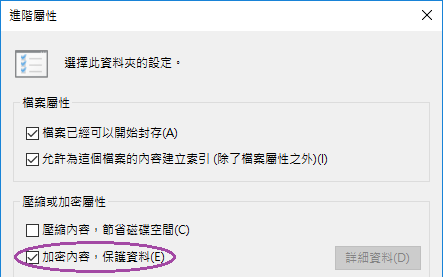 進階屬性
選擇此資料夾的設定。
檔案屬性
檔案已經可以開始封存(A)
允許為這個檔案的內容建立索引 (除了檔案屬性之外)(I)
壓縮或加密屬性
壓縮內容，節省磁碟空間(C)
加密內容，保護資料(E)
詳細資料(D)